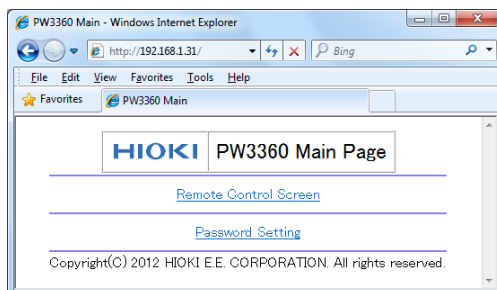 PW3360 Main - Windows Internet Explorer
http://192.168.1.31/ Bing
File Edit View Favorites Tools Help
Favorites PW3360 Main
HIOKI PW3360 Main Page
Remote Control Screen
Password Setting
Copyright(C) 2012 HIOKI E.E. CORPORATION. All rights reserved.